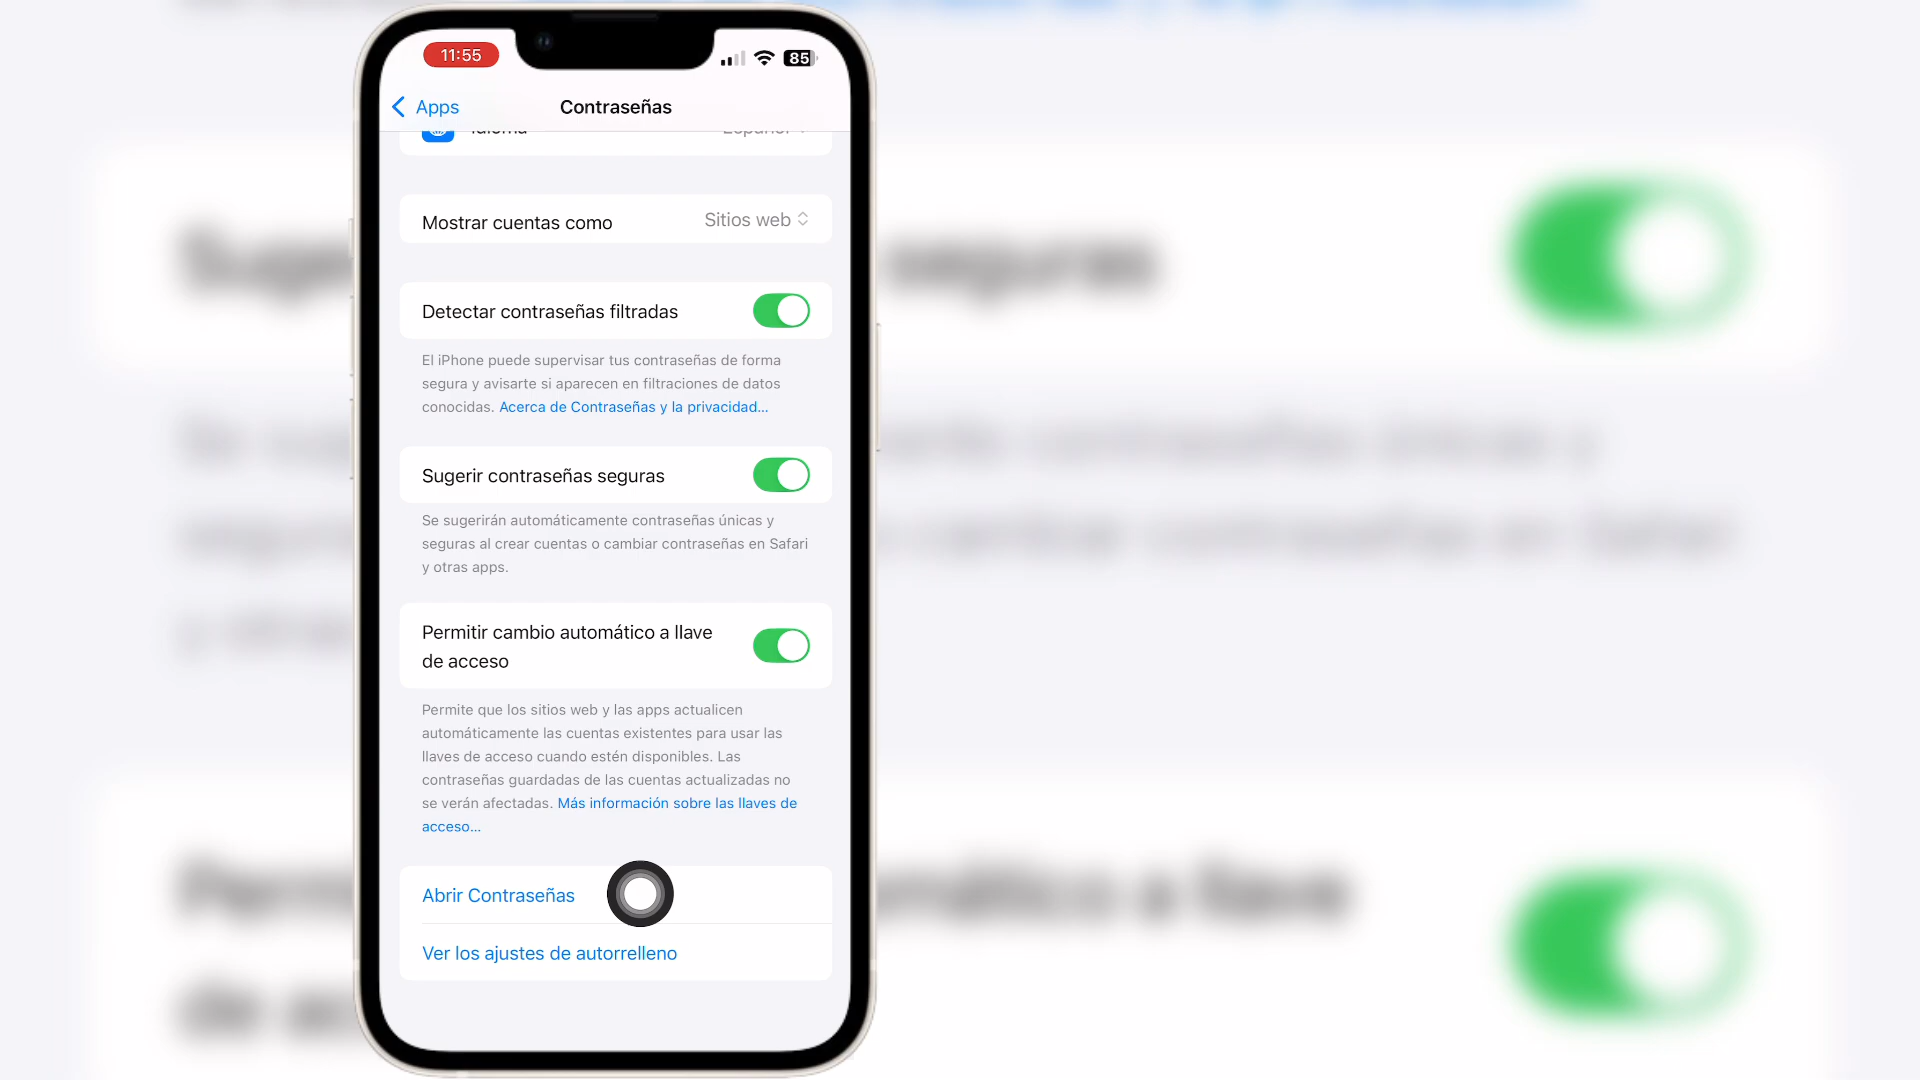 11:55
85
Apps
Contraseñas
Idioma Español
Mostrar cuentas como Sitios web
Detectar contraseñas filtradas
El iPhone puede supervisar tus contraseñas de forma
segura y avisarte si aparecen en filtraciones de datos
conocidas. Acerca de Contraseñas y la privacidad...
Sugerir contraseñas seguras
Se sugerirán automáticamente contraseñas únicas y
seguras al crear cuentas o cambiar contraseñas en Safari
y otras apps.
Permitir cambio automático a llave
de acceso
Permite que los sitios web y las apps actualicen
automáticamente las cuentas existentes para usar las
llaves de acceso cuando estén disponibles. Las
contraseñas guardadas de las cuentas actualizadas no
se verán afectadas. Más información sobre las llaves de
acceso...
Abrir Contraseñas
Ver los ajustes de autorrelleno